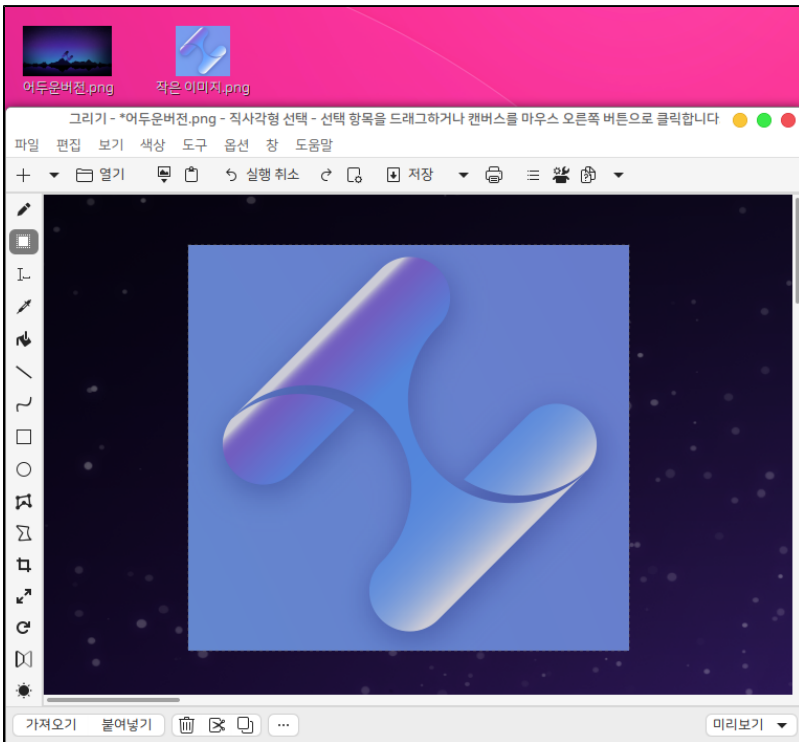 어두운버전.png 작은 이미지.png
그리기 - *어두운버전.png - 직사각형 선택 - 선택 항목을 드래그하거나 캔버스를 마우스 오른쪽 버튼으로 클릭합니다
파일 편집 보기 색상 도구 옵션 창 도움말
열기 실행 취소 저장
가져오기 붙여넣기 미리보기